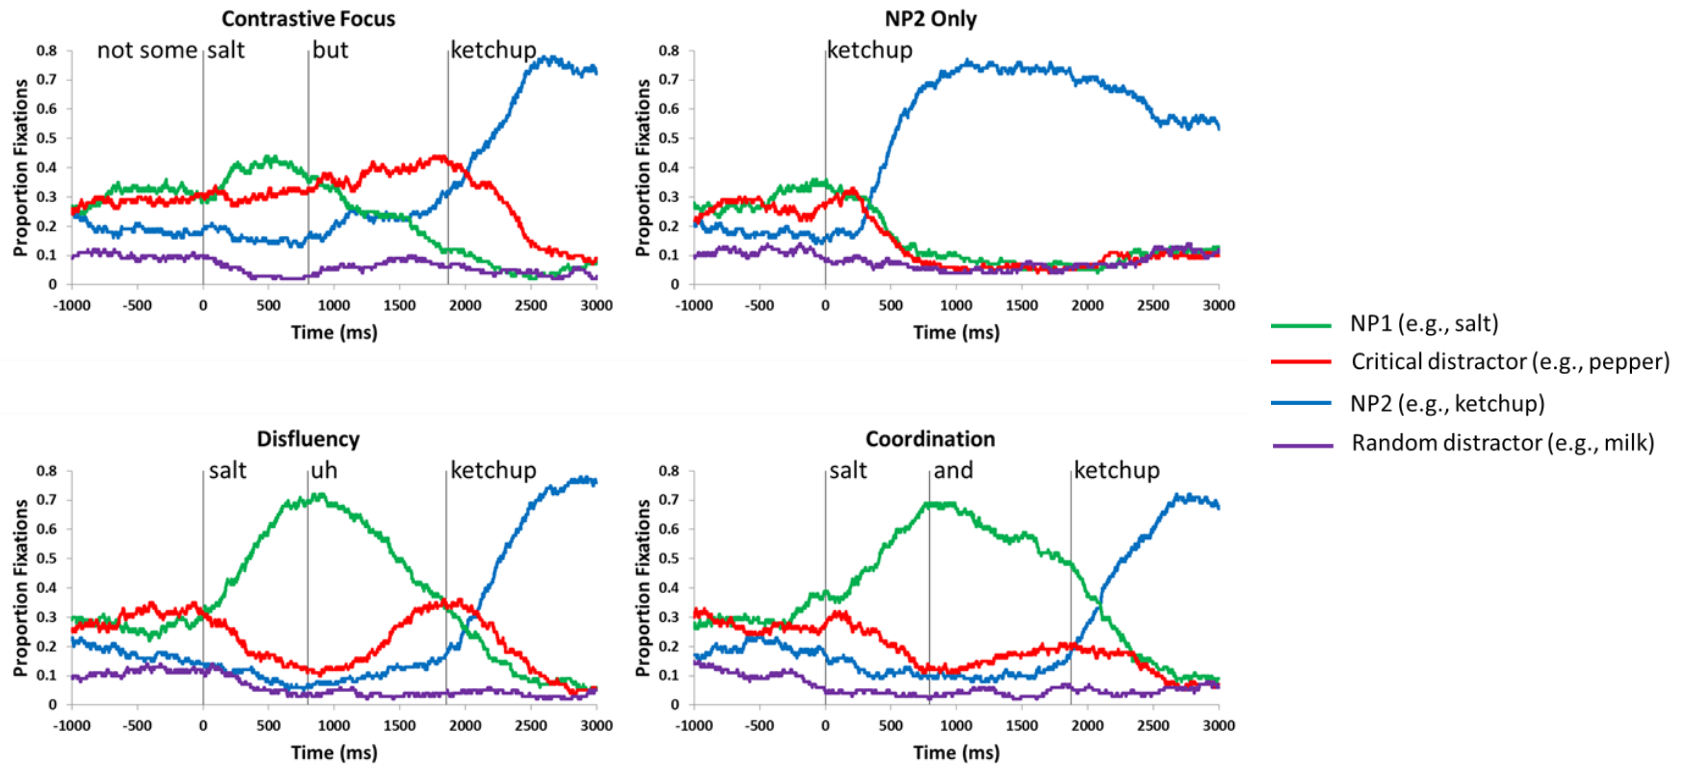 Contrastive Focus
not some salt but ketchup
0.8
0.7
0.6
0.5
0.4
0.3
0.2
0.1
0
Proportion Fixations
-1000 -500 0 500 1000 1500 2000 2500 3000
Time (ms)
NP2 Only
ketchup
0.8
0.7
0.6
0.5
0.4
0.3
0.2
0.1
0
Proportion Fixations
-1000 -500 0 500 1000 1500 2000 2500 3000
Time (ms)
Disfluency
salt uh ketchup
0.8
0.7
0.6
0.5
0.4
0.3
0.2
0.1
0
Proportion Fixations
-1000 -500 0 500 1000 1500 2000 2500 3000
Time (ms)
Coordination
salt and ketchup
0.8
0.7
0.6
0.5
0.4
0.3
0.2
0.1
0
Proportion Fixations
-1000 -500 0 500 1000 1500 2000 2500 3000
Time (ms)
NP1 (e.g., salt)
Critical distractor (e.g., pepper)
NP2 (e.g., ketchup)
Random distractor (e.g., milk)